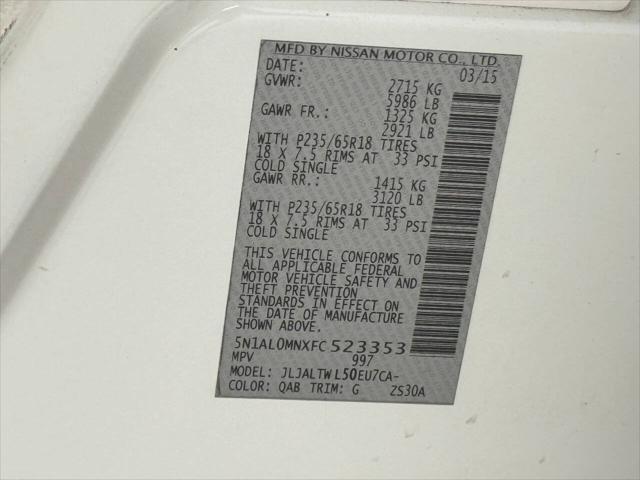 MFD BY NISSAN MOTOR CO., LTD.
DATE: 03/15
GVWR: 2715 KG
5986 LB
GAWR FR.: 1325 KG
2921 LB
WITH P235/65R18 TIRES
18 X 7.5 RIMS AT 33 PSI
COLD SINGLE
GAWR RR.: 1415 KG
3120 LB
WITH P235/65R18 TIRES
18 X 7.5 RIMS AT 33 PSI
COLD SINGLE
THIS VEHICLE CONFORMS TO
ALL APPLICABLE FEDERAL
MOTOR VEHICLE SAFETY AND
THEFT PREVENTION
STANDARDS IN EFFECT ON
THE DATE OF MANUFACTURE
SHOWN ABOVE.
5N1AL0MNXFC523353
MPV 997
MODEL: JLJALTWL50EU7CA-
COLOR: QAB TRIM: G ZS30A